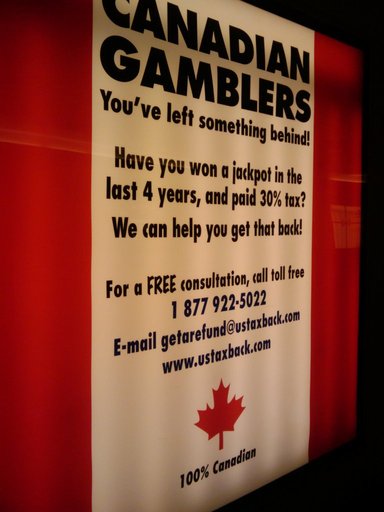 CANADIAN
GAMBLERS
You've left something behind!
Have you won a jackpot in the
last 4 years, and paid 30% tax?
We can help you get that back!
For a FREE consultation, call toll free
1 877 922-5022
E-mail getarefund@ustaxback.com
www.ustaxback.com
100% Canadian